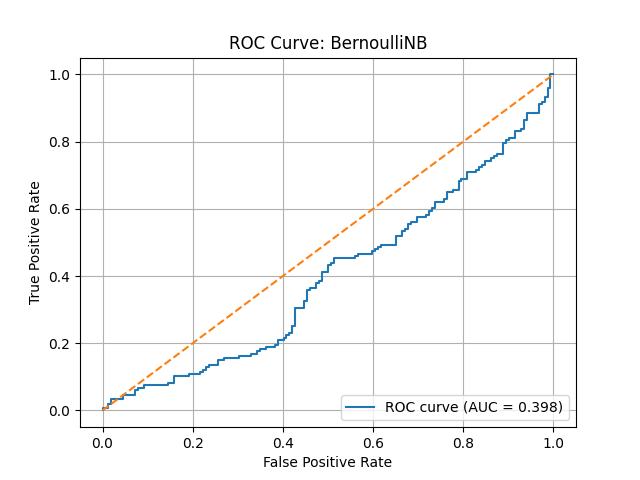 ROC Curve: BernoulliNB
True Positive Rate
1.0
0.8
0.6
0.4
0.2
0.0
ROC curve (AUC = 0.398)
0.0 0.2 0.4 0.6 0.8 1.0
False Positive Rate